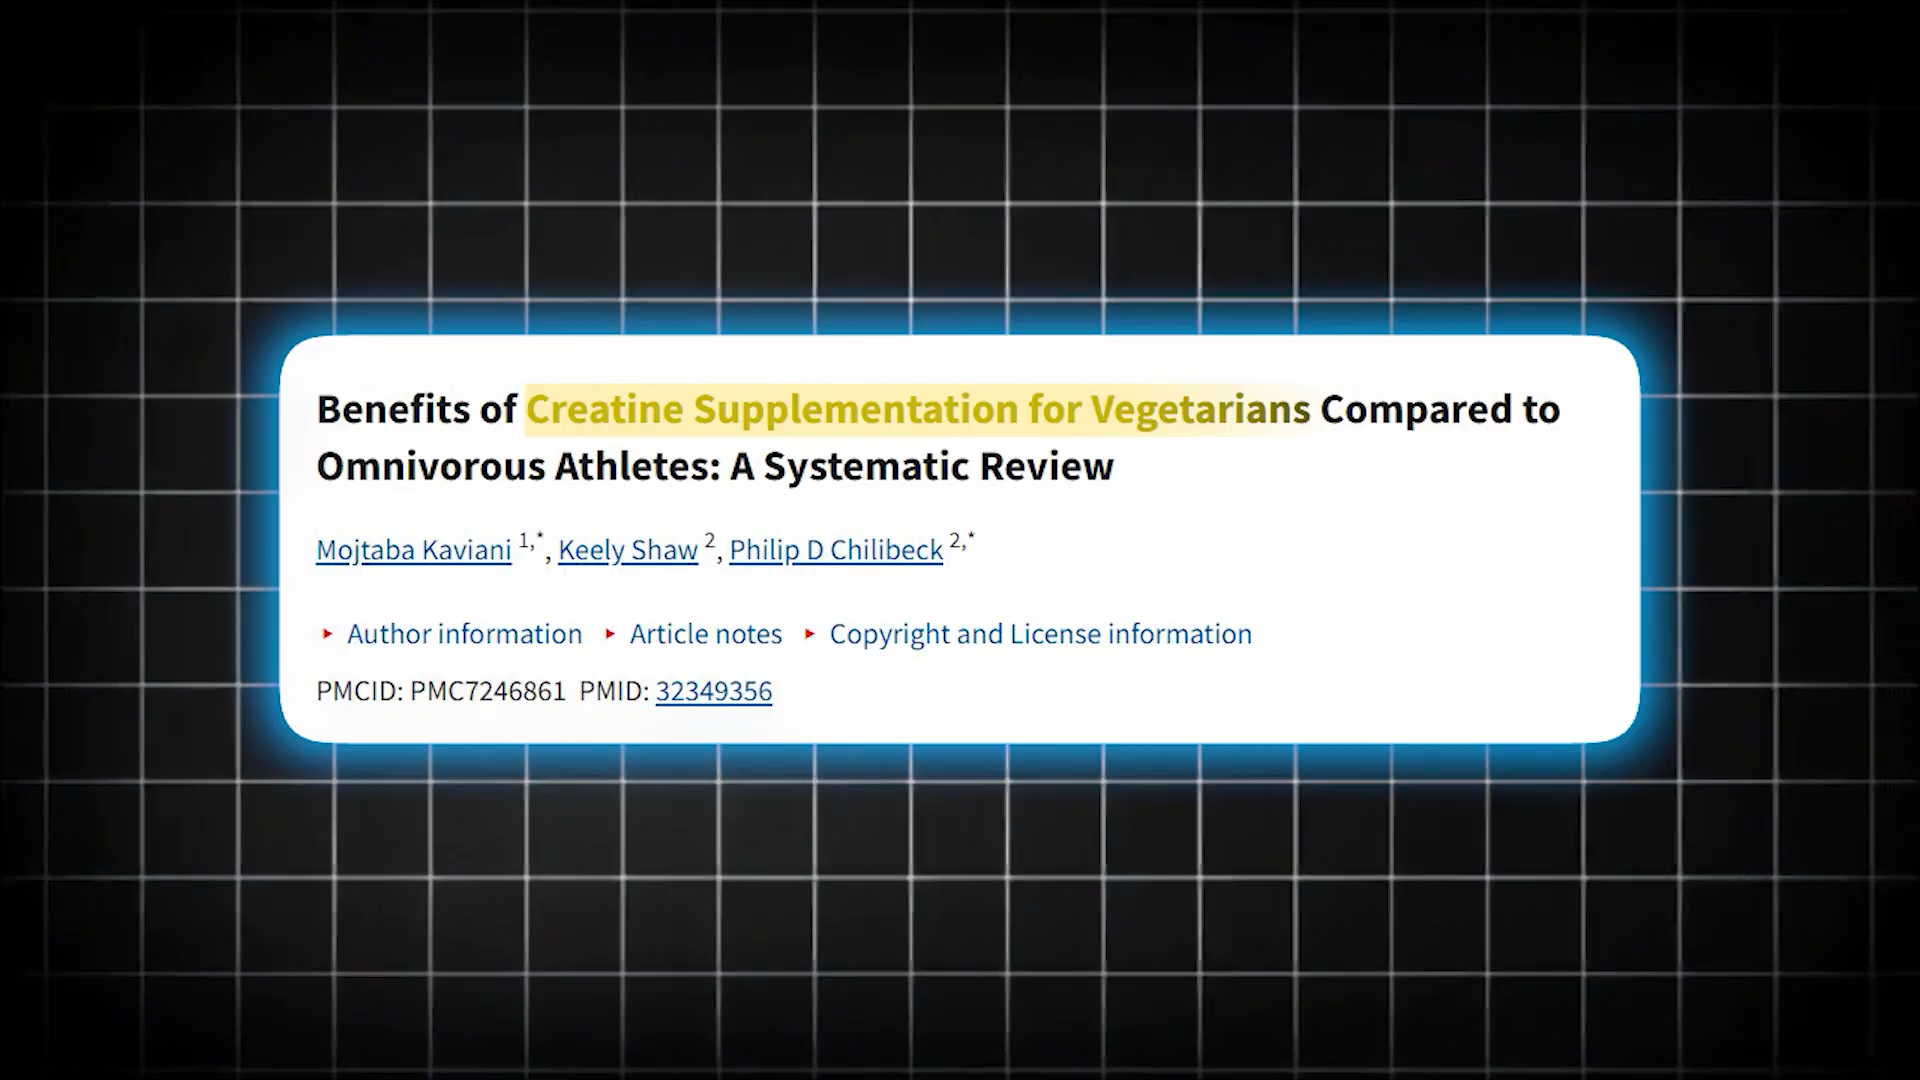 Benefits of Creatine Supplementation for Vegetarians Compared to
Omnivorous Athletes: A Systematic Review
Mojtaba Kaviani 1,*, Keely Shaw 2, Philip D Chilibeck 2,*
▸ Author information ▸ Article notes ▸ Copyright and License information
PMCID: PMC7246861 PMID: 32349356